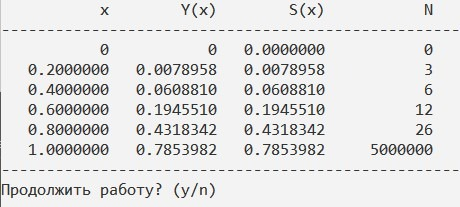 x Y(x) S(x) N
--------------------------------------------------------
0 0 0.0000000 0
0.2000000 0.0078958 0.0078958 3
0.4000000 0.0608810 0.0608810 6
0.6000000 0.1945510 0.1945510 12
0.8000000 0.4318342 0.4318342 26
1.0000000 0.7853982 0.7853982 5000000
--------------------------------------------------------
Продолжить работу? (y/n)